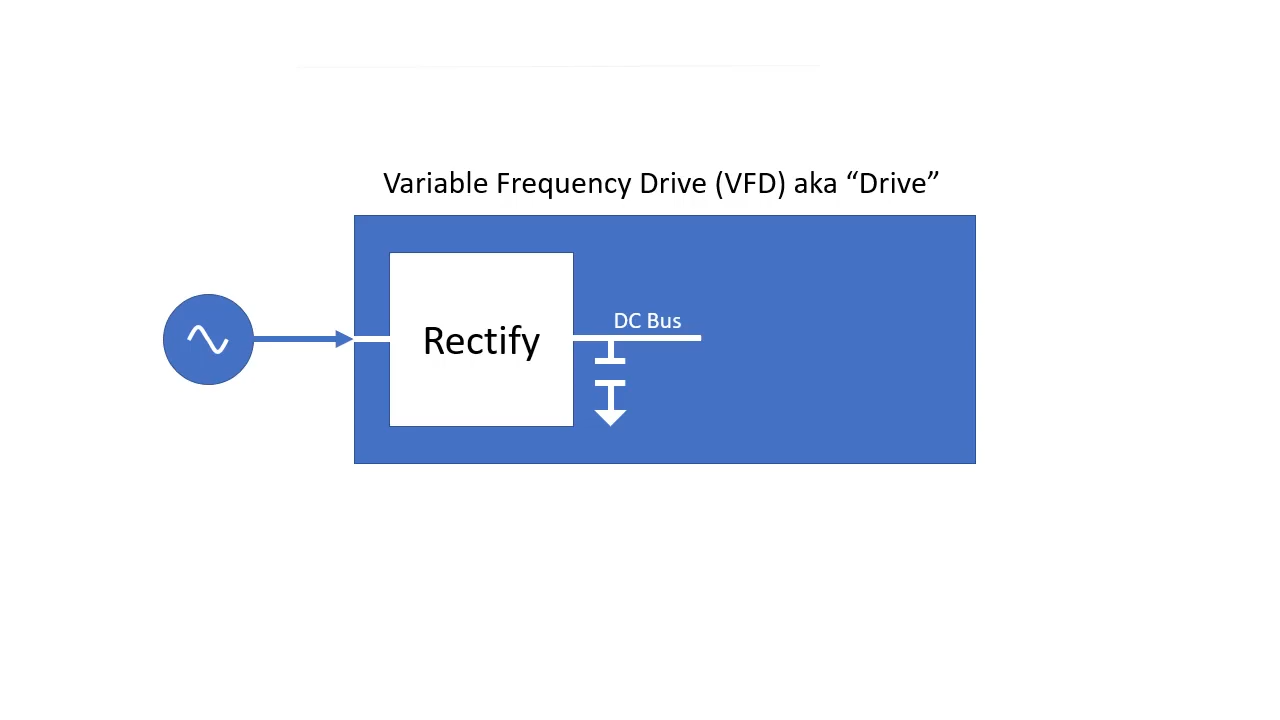 Variable Frequency Drive (VFD) aka “Drive”
DC Bus
Rectify